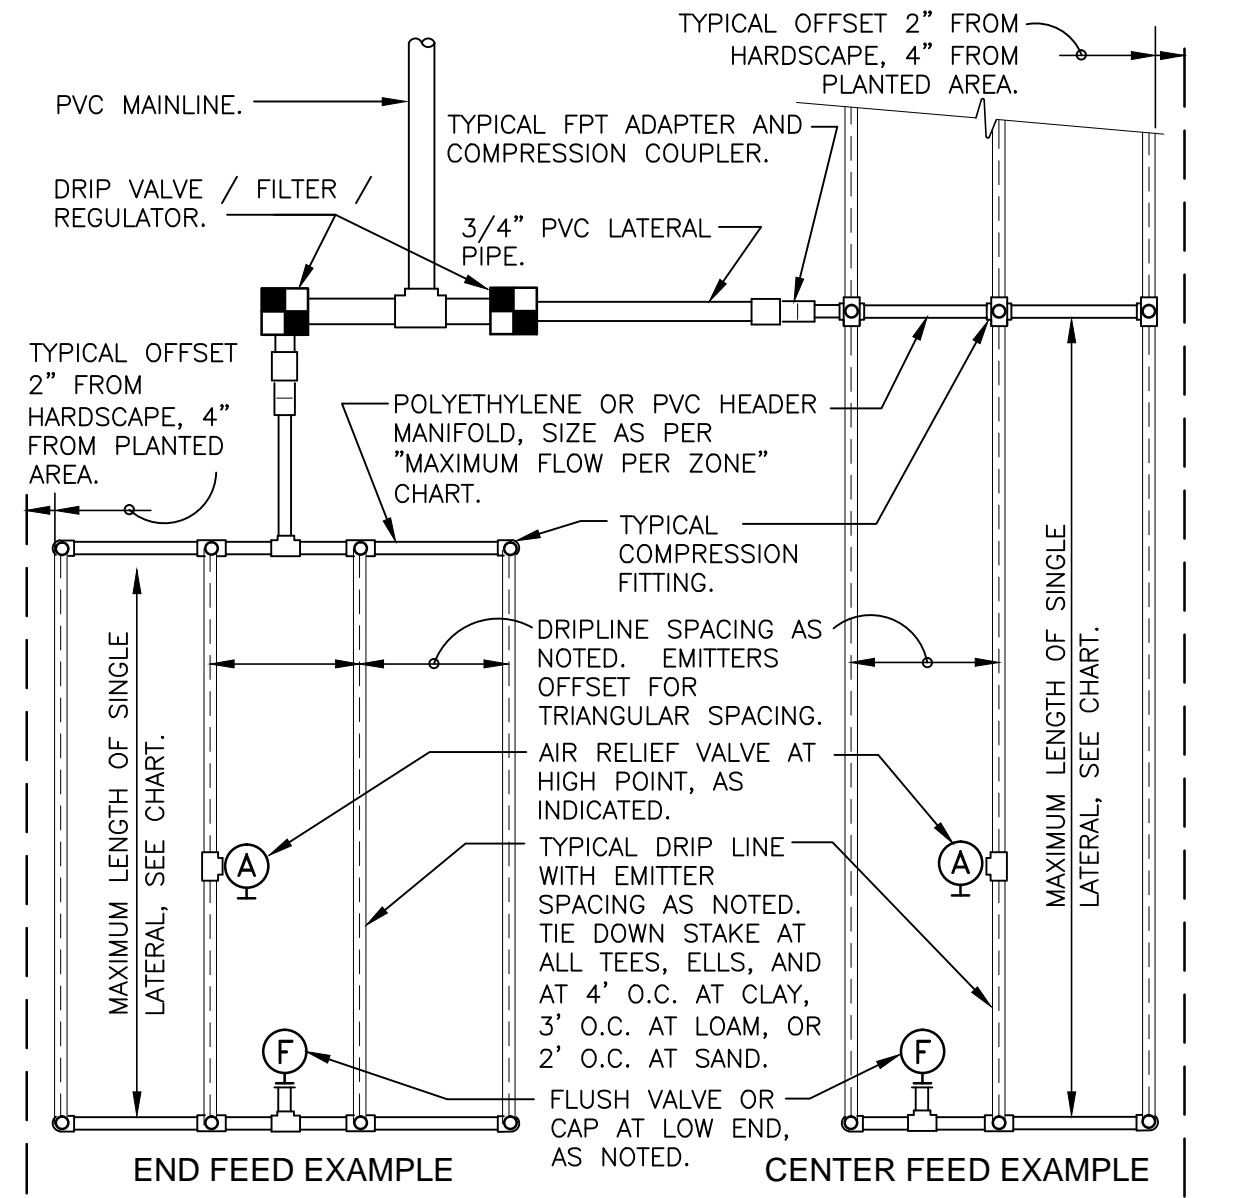 TYPICAL OFFSET 2” FROM
HARDSCAPE, 4” FROM
PLANTED AREA.
PVC MAINLINE.
TYPICAL FPT ADAPTER AND
COMPRESSION COUPLER.
DRIP VALVE / FILTER /
REGULATOR.
3/4” PVC LATERAL
PIPE.
TYPICAL OFFSET
2” FROM
HARDSCAPE, 4”
FROM PLANTED
AREA.
POLYETHYLENE OR PVC HEADER
MANIFOLD, SIZE AS PER
”MAXIMUM FLOW PER ZONE”
CHART.
TYPICAL
COMPRESSION
FITTING.
DRIPLINE SPACING AS
NOTED. EMITTERS
OFFSET FOR
TRIANGULAR SPACING.
MAXIMUM LENGTH OF SINGLE
LATERAL, SEE CHART.
MAXIMUM LENGTH OF SINGLE
LATERAL, SEE CHART.
AIR RELIEF VALVE AT
HIGH POINT, AS
INDICATED.
A
A
TYPICAL DRIP LINE
WITH EMITTER
SPACING AS NOTED.
TIE DOWN STAKE AT
ALL TEES, ELLS, AND
AT 4’ O.C. AT CLAY,
3’ O.C. AT LOAM, OR
2’ O.C. AT SAND.
F
F
FLUSH VALVE OR
CAP AT LOW END,
AS NOTED.
END FEED EXAMPLE
CENTER FEED EXAMPLE